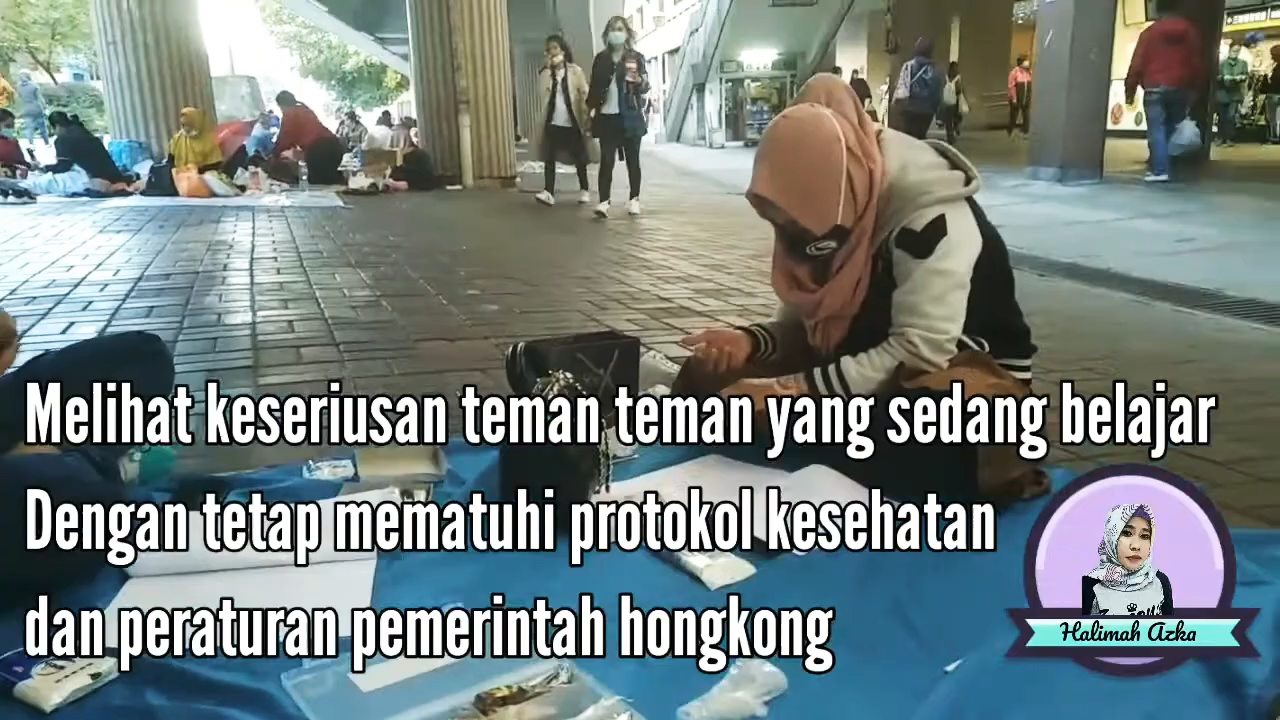 Melihat keseriusan teman teman yang sedang belajar
Dengan tetap mematuhi protokol kesehatan
dan peraturan pemerintah hongkong
Halimah Azka